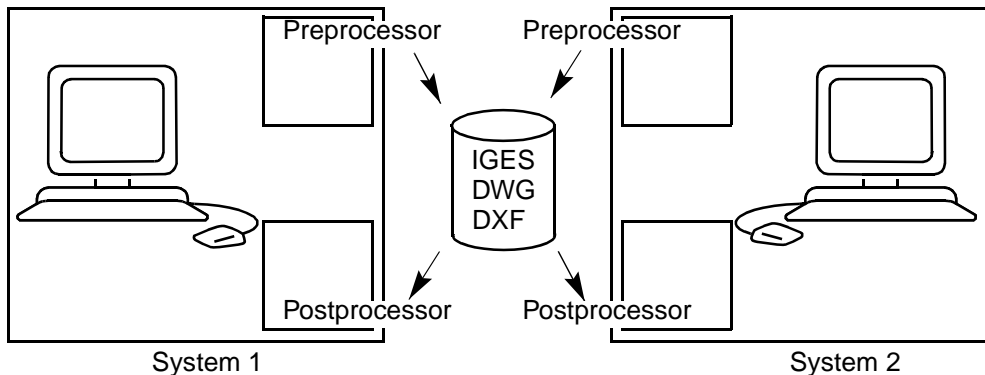 Preprocessor Preprocessor
IGES
DWG
DXF
Postprocessor Postprocessor
System 1 System 2